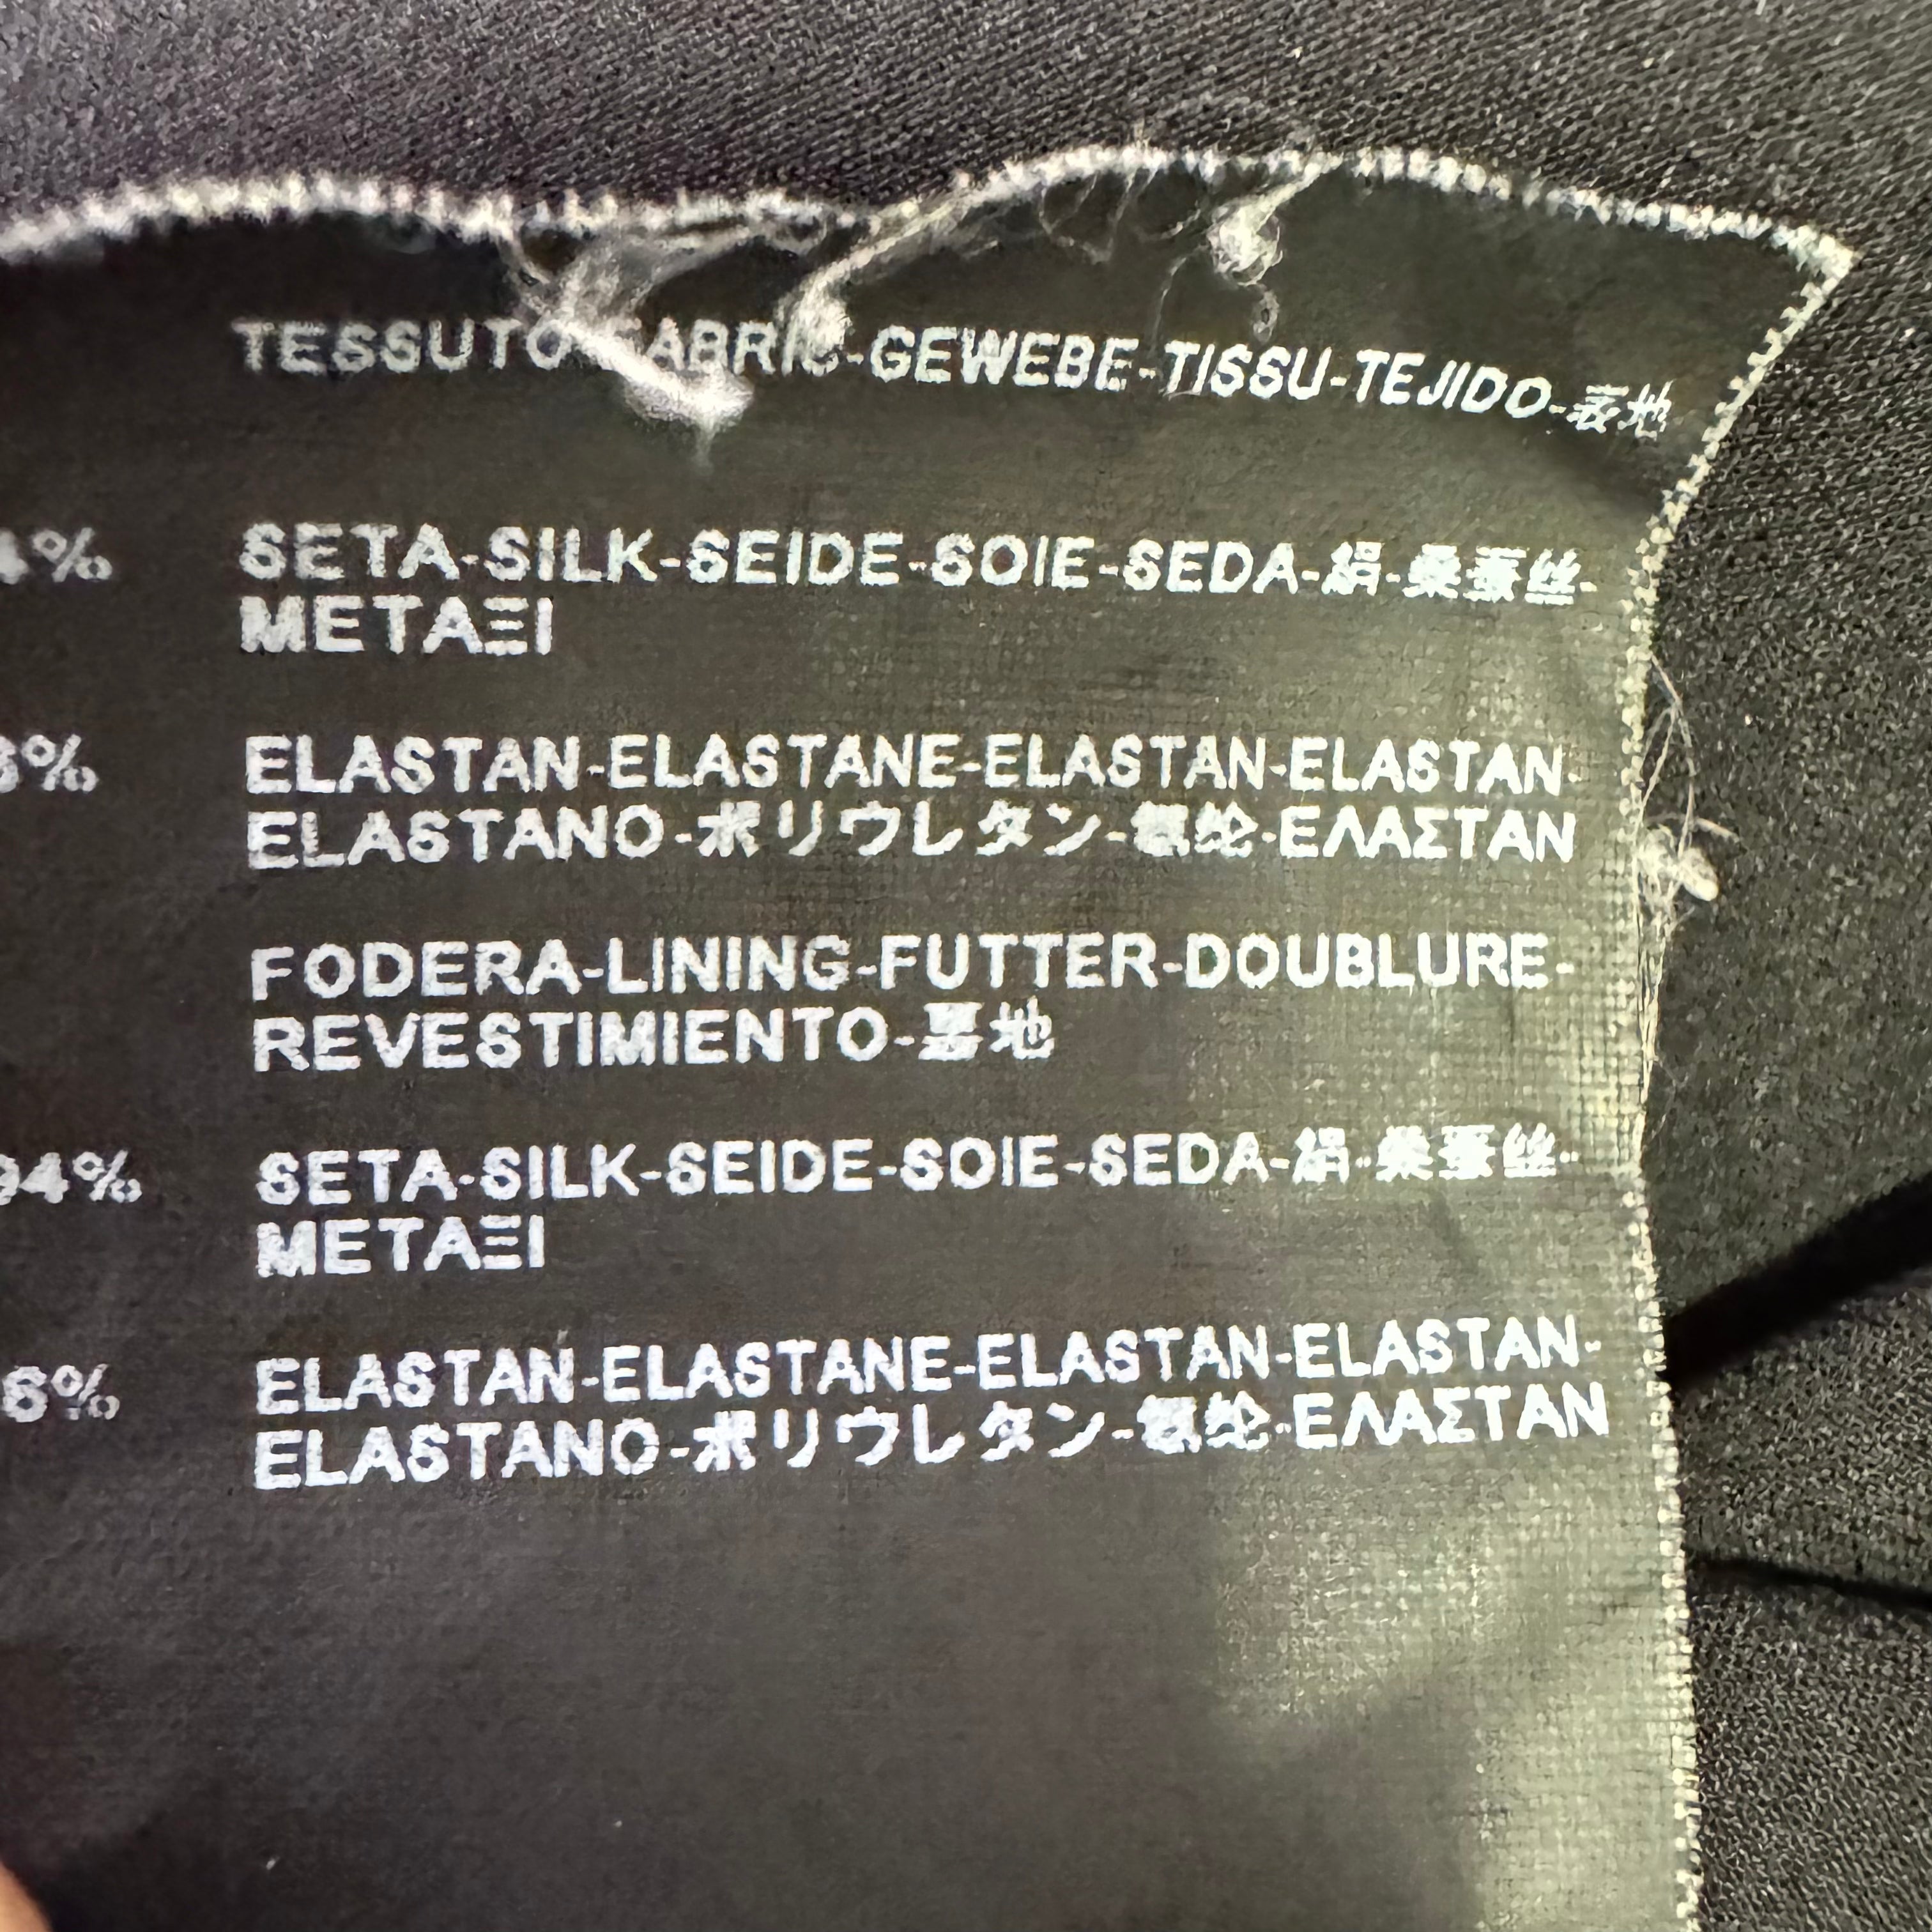 TESSUTO-FABRIC-GEWEBE-TISSU-TEJIDO-表地
4% SETA-SILK-SEIDE-SOIE-SEDA-絹-桑蚕丝-
METAΞI
% ELASTAN-ELASTANE-ELASTAN-ELASTAN-
ELASTANO-ポリウレタン-氨纶-ΕΛΑΣΤΑΝ
FODERA-LINING-FUTTER-DOUBLURE-
REVESTIMIENTO-裏地
94% SETA-SILK-SEIDE-SOIE-SEDA-絹-桑蚕丝-
METAΞI
6% ELASTAN-ELASTANE-ELASTAN-ELASTAN-
ELASTANO-ポリウレタン-氨纶-ΕΛΑΣΤΑΝ